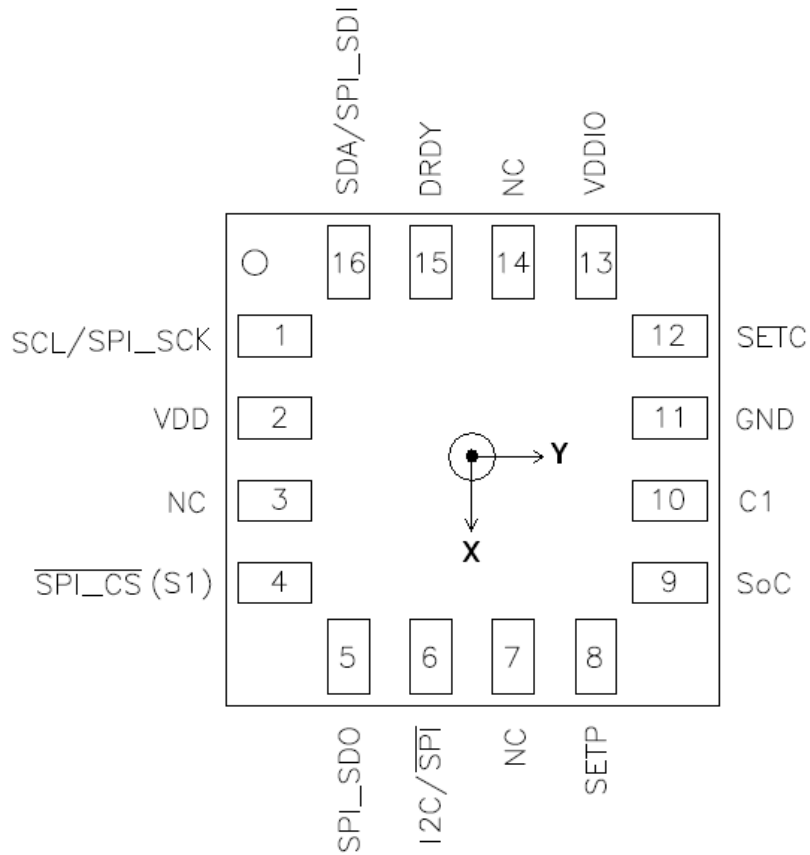 SDA/SPI_SDI
DRDY
NC
VDDIO
16
15
14
13
SCL/SPI_SCK
1
12
SETC
VDD
2
11
GND
NC
3
10
C1
SPI_CS (S1)
4
9
SoC
Y
X
5
6
7
8
SPI_SDO
I2C/SPI
NC
SETP